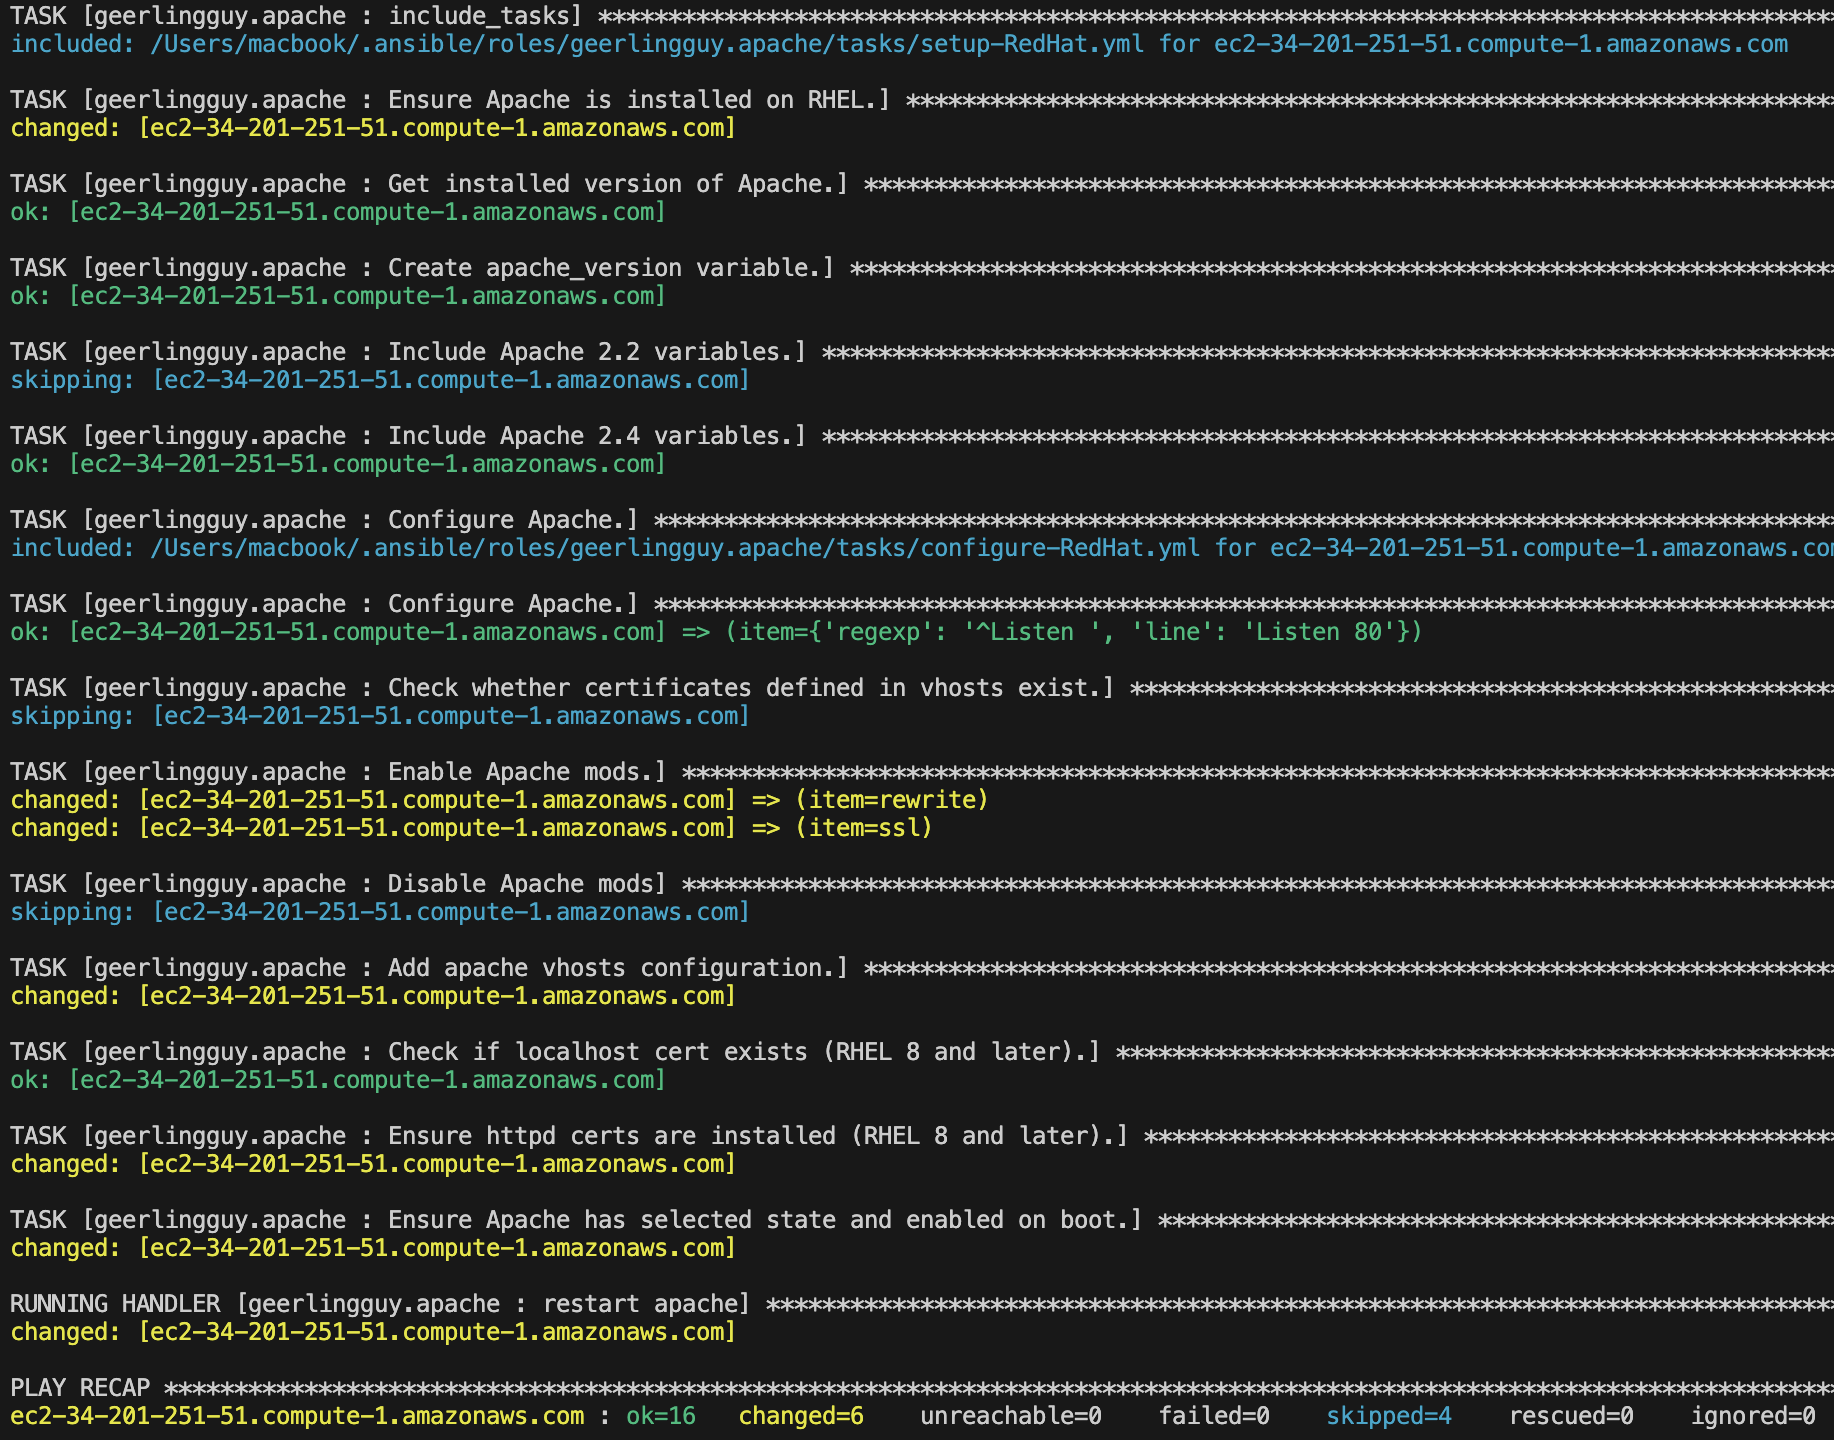 TASK [geerlingguy.apache : include_tasks] ****************************************************************************************
included: /Users/macbook/.ansible/roles/geerlingguy.apache/tasks/setup-RedHat.yml for ec2-34-201-251-51.compute-1.amazonaws.com
TASK [geerlingguy.apache : Ensure Apache is installed on RHEL.] ******************************************************************
changed: [ec2-34-201-251-51.compute-1.amazonaws.com]
TASK [geerlingguy.apache : Get installed version of Apache.] *********************************************************************
ok: [ec2-34-201-251-51.compute-1.amazonaws.com]
TASK [geerlingguy.apache : Create apache_version variable.] **********************************************************************
ok: [ec2-34-201-251-51.compute-1.amazonaws.com]
TASK [geerlingguy.apache : Include Apache 2.2 variables.] ************************************************************************
skipping: [ec2-34-201-251-51.compute-1.amazonaws.com]
TASK [geerlingguy.apache : Include Apache 2.4 variables.] ************************************************************************
ok: [ec2-34-201-251-51.compute-1.amazonaws.com]
TASK [geerlingguy.apache : Configure Apache.] ************************************************************************************
included: /Users/macbook/.ansible/roles/geerlingguy.apache/tasks/configure-RedHat.yml for ec2-34-201-251-51.compute-1.amazonaws.com
TASK [geerlingguy.apache : Configure Apache.] ************************************************************************************
ok: [ec2-34-201-251-51.compute-1.amazonaws.com] => (item={'regexp': '^Listen ', 'line': 'Listen 80'})
TASK [geerlingguy.apache : Check whether certificates defined in vhosts exist.] **************************************************
skipping: [ec2-34-201-251-51.compute-1.amazonaws.com]
TASK [geerlingguy.apache : Enable Apache mods.] **********************************************************************************
changed: [ec2-34-201-251-51.compute-1.amazonaws.com] => (item=rewrite)
changed: [ec2-34-201-251-51.compute-1.amazonaws.com] => (item=ssl)
TASK [geerlingguy.apache : Disable Apache mods] **********************************************************************************
skipping: [ec2-34-201-251-51.compute-1.amazonaws.com]
TASK [geerlingguy.apache : Add apache vhosts configuration.] *********************************************************************
changed: [ec2-34-201-251-51.compute-1.amazonaws.com]
TASK [geerlingguy.apache : Check if localhost cert exists (RHEL 8 and later).] ***************************************************
ok: [ec2-34-201-251-51.compute-1.amazonaws.com]
TASK [geerlingguy.apache : Ensure httpd certs are installed (RHEL 8 and later).] *************************************************
changed: [ec2-34-201-251-51.compute-1.amazonaws.com]
TASK [geerlingguy.apache : Ensure Apache has selected state and enabled on boot.] ************************************************
changed: [ec2-34-201-251-51.compute-1.amazonaws.com]
RUNNING HANDLER [geerlingguy.apache : restart apache] ****************************************************************************
changed: [ec2-34-201-251-51.compute-1.amazonaws.com]
PLAY RECAP ***********************************************************************************************************************
ec2-34-201-251-51.compute-1.amazonaws.com : ok=16 changed=6 unreachable=0 failed=0 skipped=4 rescued=0 ignored=0